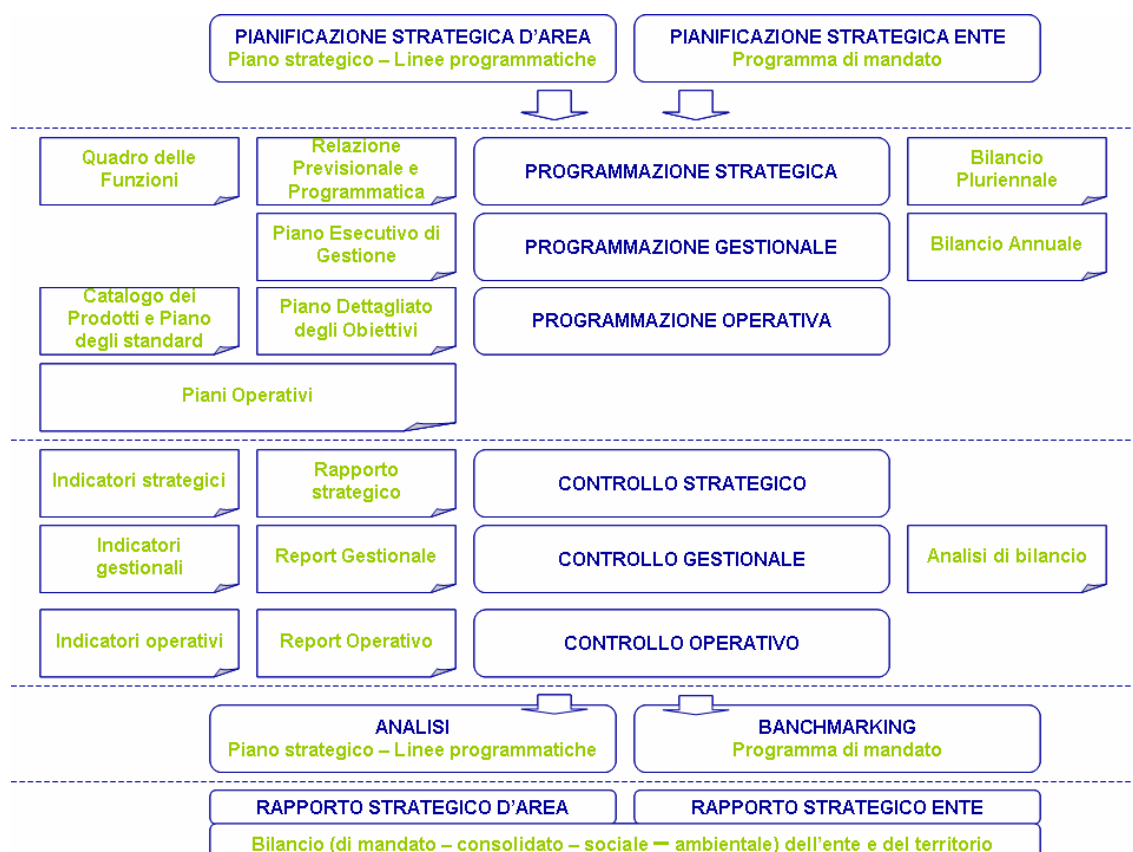 PIANIFICAZIONE STRATEGICA D'AREA
Piano strategico – Linee programmatiche
PIANIFICAZIONE STRATEGICA ENTE
Programma di mandato
Quadro delle
Funzioni
Relazione
Previsionale e
Programmatica
PROGRAMMAZIONE STRATEGICA
Bilancio
Pluriennale
Piano Esecutivo di
Gestione
PROGRAMMAZIONE GESTIONALE
Bilancio Annuale
Catalogo dei
Prodotti e Piano
degli standard
Piano Dettagliato
degli Obiettivi
PROGRAMMAZIONE OPERATIVA
Piani Operativi
Indicatori strategici
Rapporto
strategico
CONTROLLO STRATEGICO
Indicatori
gestionali
Report Gestionale
CONTROLLO GESTIONALE
Analisi di bilancio
Indicatori operativi
Report Operativo
CONTROLLO OPERATIVO
ANALISI
Piano strategico – Linee programmatiche
BANCHMARKING
Programma di mandato
RAPPORTO STRATEGICO D'AREA
RAPPORTO STRATEGICO ENTE
Bilancio (di mandato – consolidato – sociale – ambientale) dell'ente e del territorio